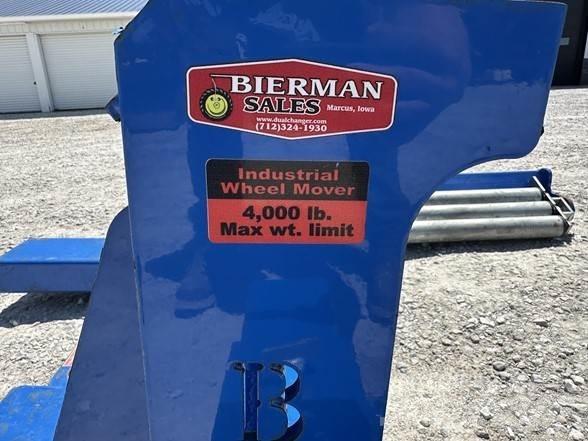 BIERMAN
SALES
Marcus, Iowa
www.dualchanger.com
(712)324-1930
Industrial
Wheel Mover
4,000 lb.
Max wt. limit
B